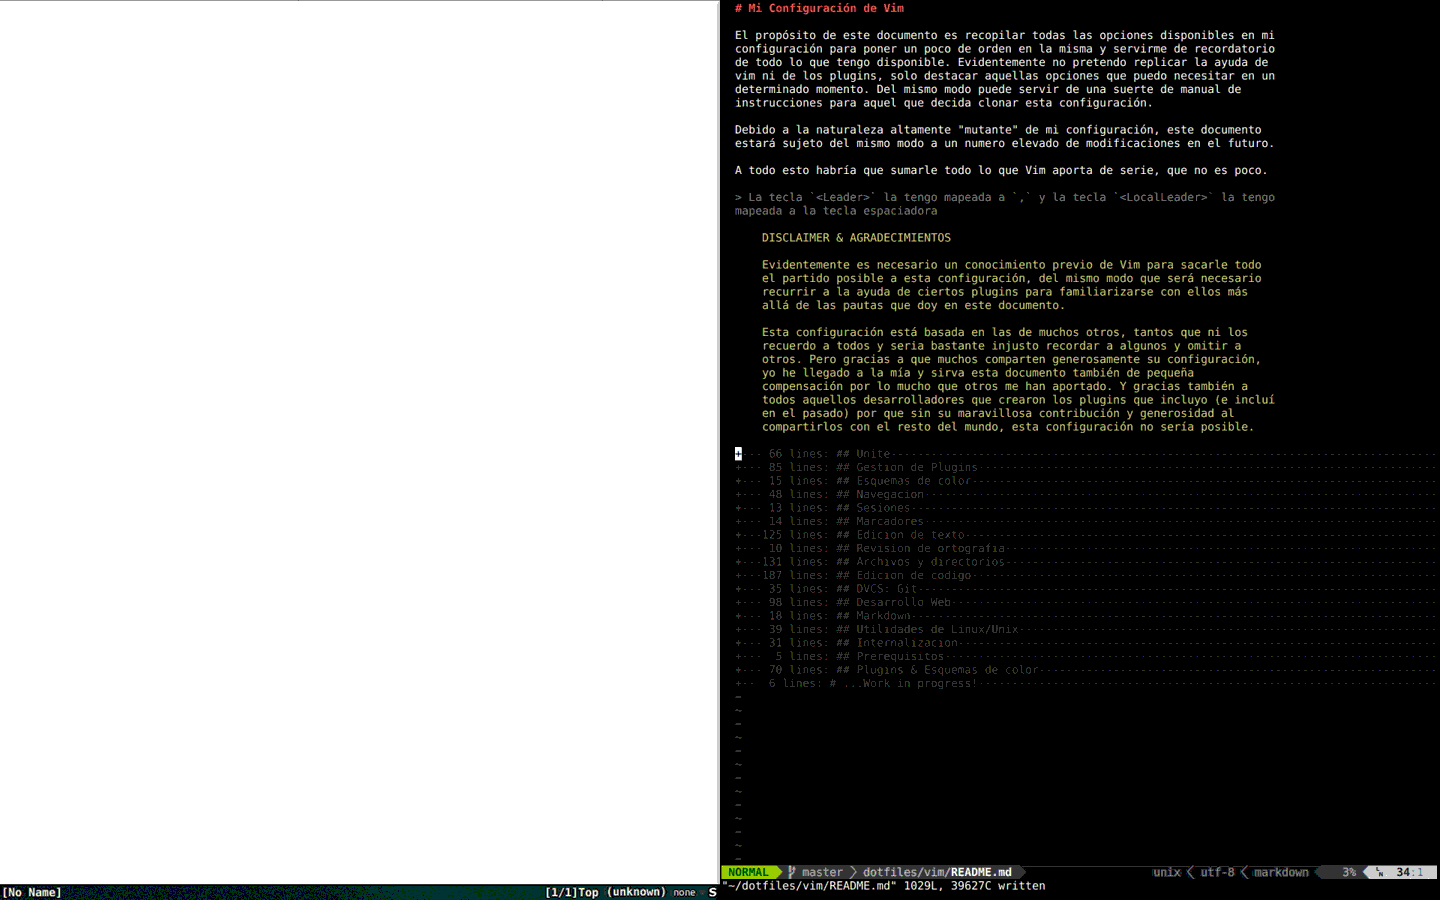 # Mi Configuración de Vim
El propósito de este documento es recopilar todas las opciones disponibles en mi
configuración para poner un poco de orden en la misma y servirme de recordatorio
de todo lo que tengo disponible. Evidentemente no pretendo replicar la ayuda de
vim ni de los plugins, solo destacar aquellas opciones que puedo necesitar en un
determinado momento. Del mismo modo puede servir de una suerte de manual de
instrucciones para aquel que decida clonar esta configuración.
Debido a la naturaleza altamente "mutante" de mi configuración, este documento
estará sujeto del mismo modo a un numero elevado de modificaciones en el futuro.
A todo esto habría que sumarle todo lo que Vim aporta de serie, que no es poco.
> La tecla `<Leader>` la tengo mapeada a `,` y la tecla `<LocalLeader>` la tengo
mapeada a la tecla espaciadora
DISCLAIMER & AGRADECIMIENTOS
Evidentemente es necesario un conocimiento previo de Vim para sacarle todo
el partido posible a esta configuración, del mismo modo que será necesario
recurrir a la ayuda de ciertos plugins para familiarizarse con ellos más
allá de las pautas que doy en este documento.
Esta configuración está basada en las de muchos otros, tantos que ni los
recuerdo a todos y seria bastante injusto recordar a algunos y omitir a
otros. Pero gracias a que muchos comparten generosamente su configuración,
yo he llegado a la mía y sirva esta documento también de pequeña
compensación por lo mucho que otros me han aportado. Y gracias también a
todos aquellos desarrolladores que crearon los plugins que incluyo (e incluí
en el pasado) por que sin su maravillosa contribución y generosidad al
compartirlos con el resto del mundo, esta configuración no sería posible.
+--- 66 lines: ## Unite
+--- 85 lines: ## Gestion de Plugins
+--- 15 lines: ## Esquemas de color
+--- 48 lines: ## Navegacion
+--- 13 lines: ## Sesiones
+--- 14 lines: ## Marcadores
+---125 lines: ## Edicion de texto
+--- 10 lines: ## Revision de ortografia
+---131 lines: ## Archivos y directorios
+---187 lines: ## Edicion de codigo
+--- 35 lines: ## DVCS: Git
+--- 98 lines: ## Desarrollo Web
+--- 18 lines: ## Markdown
+--- 39 lines: ## Utilidades de Linux/Unix
+--- 31 lines: ## Internalizacion
+--- 5 lines: ## Prerequisitos
+--- 70 lines: ## Plugins & Esquemas de color
+-- 6 lines: # ...Work in progress!
NORMAL master dotfiles/vim/README.md unix utf-8 markdown 3% LN 34:1
"~/dotfiles/vim/README.md" 1029L, 39627C written
[No Name] [1/1]Top (unknown) none S